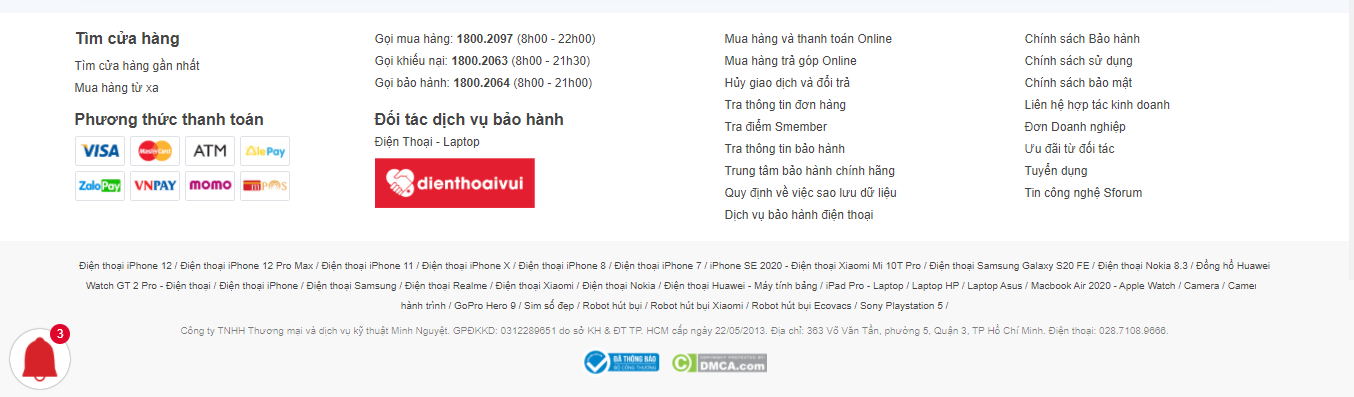 Tìm cửa hàng
Tìm cửa hàng gần nhất
Mua hàng từ xa
Phương thức thanh toán
VISA
MasterCard
ATM
AlePay
ZaloPay
VNPAY
momo
mPOS
Gọi mua hàng: 1800.2097 (8h00 - 22h00)
Gọi khiếu nại: 1800.2063 (8h00 - 21h30)
Gọi bảo hành: 1800.2064 (8h00 - 21h00)
Đối tác dịch vụ bảo hành
Điện Thoại - Laptop
dienthoaivui
Mua hàng và thanh toán Online
Mua hàng trả góp Online
Hủy giao dịch và đổi trả
Tra thông tin đơn hàng
Tra điểm Smember
Tra thông tin bảo hành
Trung tâm bảo hành chính hãng
Quy định về việc sao lưu dữ liệu
Dịch vụ bảo hành điện thoại
Chính sách Bảo hành
Chính sách sử dụng
Chính sách bảo mật
Liên hệ hợp tác kinh doanh
Đơn Doanh nghiệp
Ưu đãi từ đối tác
Tuyển dụng
Tin công nghệ Sforum
Điện thoại iPhone 12 / Điện thoại iPhone 12 Pro Max / Điện thoại iPhone 11 / Điện thoại iPhone X / Điện thoại iPhone 8 / Điện thoại iPhone 7 / iPhone SE 2020 - Điện thoại Xiaomi Mi 10T Pro / Điện thoại Samsung Galaxy S20 FE / Điện thoại Nokia 8.3 / Đồng hồ Huawei
Watch GT 2 Pro - Điện thoại / Điện thoại iPhone / Điện thoại Samsung / Điện thoại Realme / Điện thoại Xiaomi / Điện thoại Nokia / Điện thoại Huawei - Máy tính bảng / iPad Pro - Laptop / Laptop HP / Laptop Asus / Macbook Air 2020 - Apple Watch / Camera / Camer
hành trình / GoPro Hero 9 / Sim số đẹp / Robot hút bụi / Robot hút bụi Xiaomi / Robot hút bụi Ecovacs / Sony Playstation 5 /
Công ty TNHH Thương mại và dịch vụ kỹ thuật Minh Nguyệt. GPĐKKD: 0312289651 do sở KH & ĐT TP. HCM cấp ngày 22/05/2013. Địa chỉ: 363 Võ Văn Tần, phường 5, Quận 3, TP Hồ Chí Minh. Điện thoại: 028.7108.9666.
3
ĐÃ THÔNG BÁO
BỘ CÔNG THƯƠNG
COPYRIGHT PROTECTED BY
DMCA.com